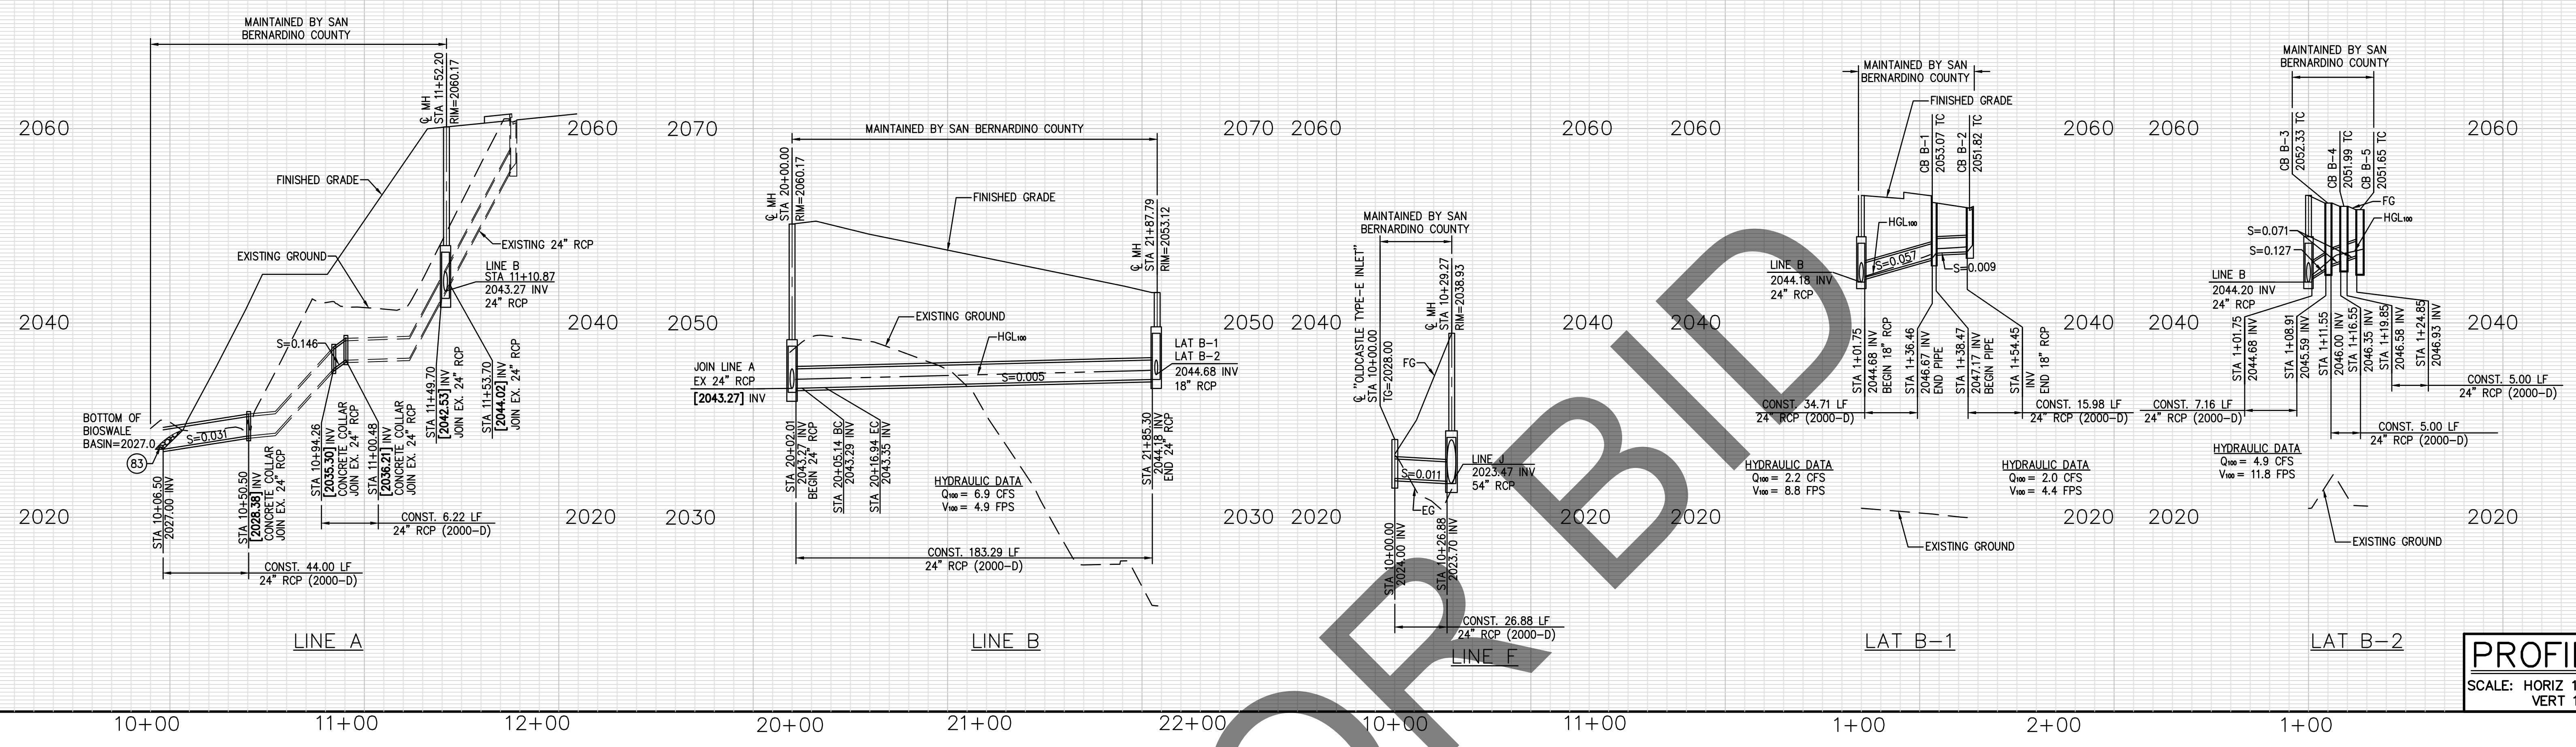 MAINTAINED BY SAN
BERNARDINO COUNTY
℄ MH
STA 11+52.20
RIM=2060.17
2060
2060
FINISHED GRADE
EXISTING GROUND
EXISTING 24" RCP
LINE B
STA 11+10.87
2043.27 INV
24" RCP
2040
2040
S=0.146
BOTTOM OF
BIOSWALE
BASIN=2027.0
83
S=0.031
STA 10+06.50
2027.00 INV
STA 10+50.50
[2028.38] INV
CONCRETE COLLAR
JOIN EX. 24" RCP
STA 10+94.26
[2035.30] INV
CONCRETE COLLAR
JOIN EX. 24" RCP
STA 11+00.48
[2036.21] INV
CONCRETE COLLAR
JOIN EX. 24" RCP
STA 11+49.70
[2042.53] INV
JOIN EX. 24" RCP
STA 11+53.70
[2044.02] INV
JOIN EX. 24" RCP
2020
2020
CONST. 6.22 LF
24" RCP (2000-D)
CONST. 44.00 LF
24" RCP (2000-D)
LINE A
10+00
11+00
12+00
2070
2070
MAINTAINED BY SAN BERNARDINO COUNTY
℄ MH
STA 20+00.00
RIM=2060.17
FINISHED GRADE
℄ MH
STA 21+87.79
RIM=2053.12
2050
2050
EXISTING GROUND
HGL100
S=0.005
JOIN LINE A
EX 24" RCP
[2043.27] INV
LAT B-1
LAT B-2
2044.68 INV
18" RCP
STA 20+02.01
2043.27 INV
BEGIN 24" RCP
STA 20+05.14 BC
2043.29 INV
STA 20+16.94 EC
2043.35 INV
STA 21+85.30
2044.18 INV
END 24" RCP
HYDRAULIC DATA
Q100 = 6.9 CFS
V100 = 4.9 FPS
2030
2030
CONST. 183.29 LF
24" RCP (2000-D)
LINE B
20+00
21+00
22+00
2060
2060
MAINTAINED BY SAN
BERNARDINO COUNTY
℄ "OLDCASTLE TYPE-E INLET"
STA 10+00.00
TG=2028.00
℄ MH
STA 10+29.27
RIM=2038.93
2040
2040
FG
S=0.011
EG
LINE J
2023.47 INV
54" RCP
2020
2020
STA 10+00.00
2024.00 INV
STA 10+26.88
2023.70 INV
CONST. 26.88 LF
24" RCP (2000-D)
LINE F
10+00
11+00
2060
2060
MAINTAINED BY SAN
BERNARDINO COUNTY
FINISHED GRADE
CB B-1
2053.07 TC
CB B-2
2051.82 TC
HGL100
S=0.057
S=0.009
LINE B
2044.18 INV
24" RCP
2040
2040
STA 1+01.75
2044.68 INV
BEGIN 18" RCP
STA 1+36.46
2046.67 INV
END PIPE
STA 1+38.47
2047.17 INV
BEGIN PIPE
STA 1+54.45
INV
END 18" RCP
CONST. 34.71 LF
24" RCP (2000-D)
CONST. 15.98 LF
24" RCP (2000-D)
HYDRAULIC DATA
Q100 = 2.2 CFS
V100 = 8.8 FPS
HYDRAULIC DATA
Q100 = 2.0 CFS
V100 = 4.4 FPS
2020
2020
EXISTING GROUND
LAT B-1
1+00
2+00
2060
2060
MAINTAINED BY SAN
BERNARDINO COUNTY
CB B-3
2052.33 TC
CB B-4
2051.99 TC
CB B-5
2051.65 TC
FG
HGL100
S=0.071
S=0.127
LINE B
2044.20 INV
24" RCP
2040
2040
STA 1+01.75
2044.68 INV
STA 1+08.91
2045.59 INV
STA 1+11.55
2046.00 INV
STA 1+16.55
2046.35 INV
STA 1+19.85
2046.58 INV
STA 1+24.85
2046.93 INV
CONST. 5.00 LF
24" RCP (2000-D)
CONST. 7.16 LF
24" RCP (2000-D)
CONST. 5.00 LF
24" RCP (2000-D)
HYDRAULIC DATA
Q100 = 4.9 CFS
V100 = 11.8 FPS
2020
2020
EXISTING GROUND
LAT B-2
1+00
OR BID
PROFI
SCALE: HORIZ 1
VERT 1